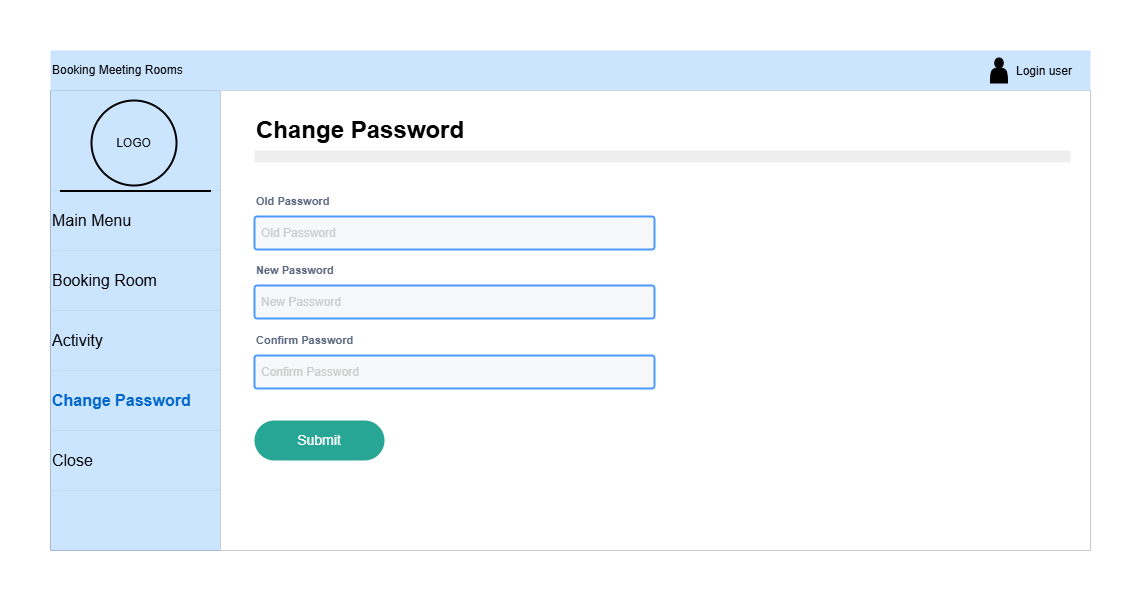 Booking Meeting Rooms
Login user
LOGO
Main Menu
Booking Room
Activity
Change Password
Close
Change Password
Old Password
Old Password
New Password
New Password
Confirm Password
Confirm Password
Submit